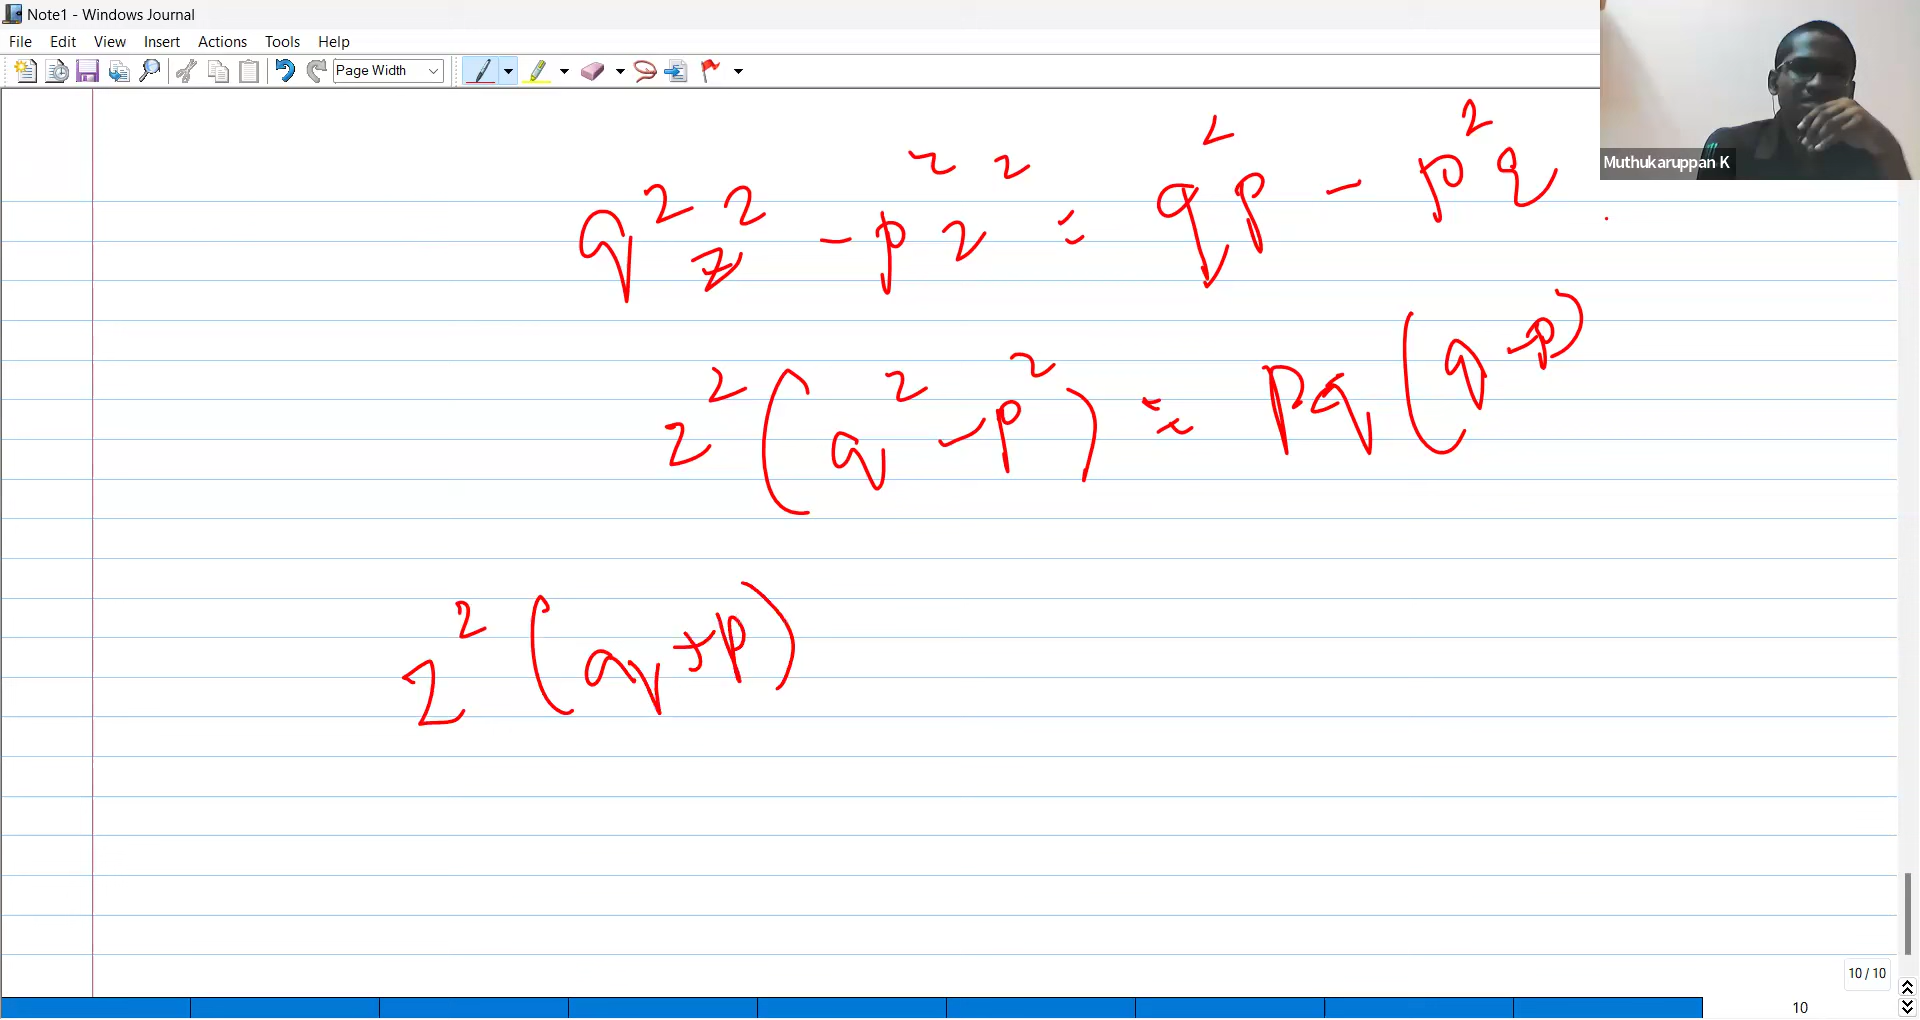 Note1 - Windows Journal
File Edit View Insert Actions Tools Help
Page Width
Muthukaruppan K
q²z² - p²z² = q²p - p²q
z²(q² - p²) = pq(q - p)
z²(q + p)
10 / 10
10